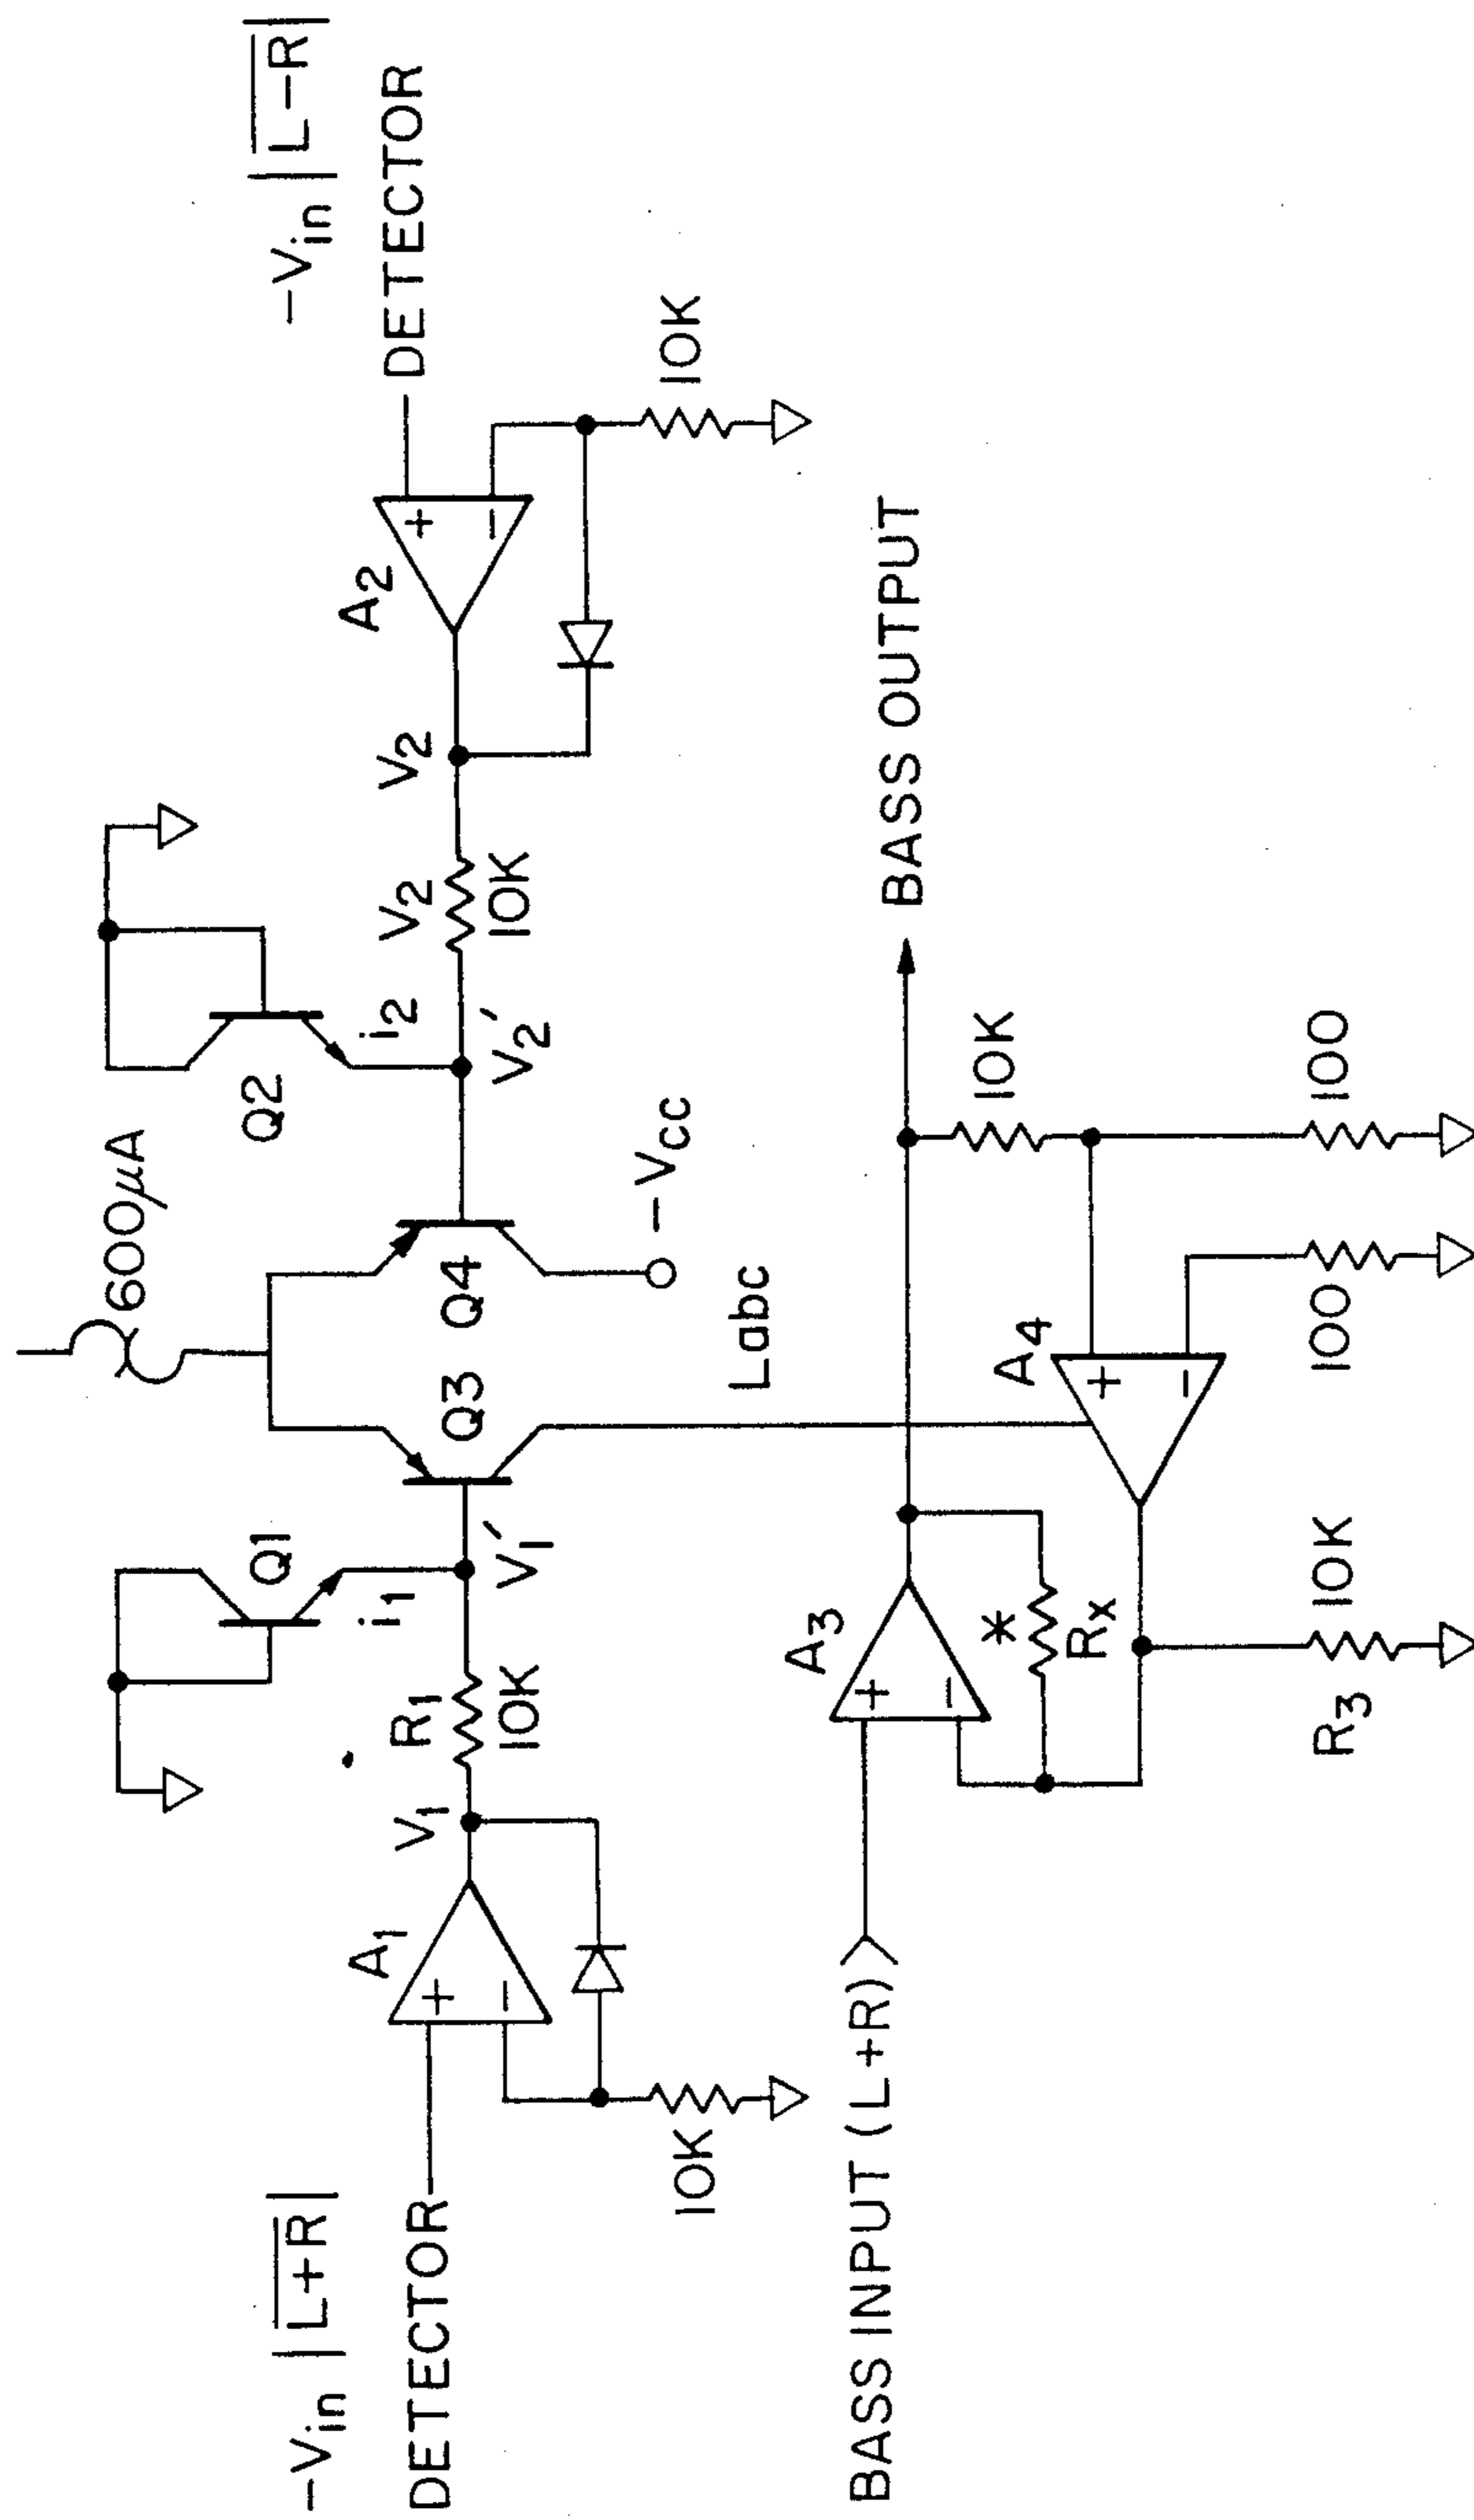 600µA
-Vin |L+R|
DETECTOR
A1
+
-
10K
V1
R1
10K
i1
Q1
V1'
Q3
Q4
-Vcc
Q2
i2
V2'
V2
10K
V2
A2
+
-
10K
-Vin |L-R|
DETECTOR
Labc
BASS INPUT (L+R)
A3
+
-
*
Rx
R3
10K
A4
+
-
100
10K
100
BASS OUTPUT